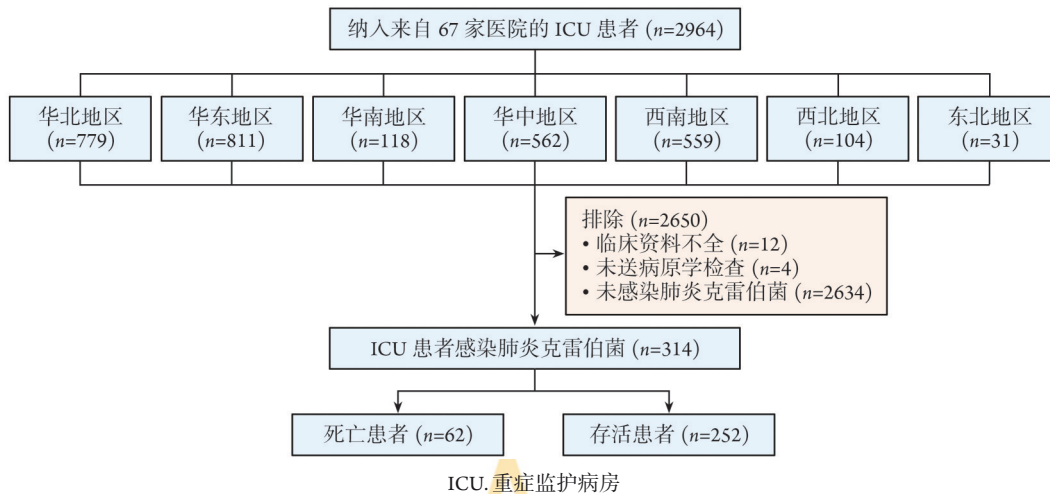 纳入来自 67 家医院的 ICU 患者 (n=2964)
华北地区
(n=779)
华东地区
(n=811)
华南地区
(n=118)
华中地区
(n=562)
西南地区
(n=559)
西北地区
(n=104)
东北地区
(n=31)
排除 (n=2650)
• 临床资料不全 (n=12)
• 未送病原学检查 (n=4)
• 未感染肺炎克雷伯菌 (n=2634)
ICU 患者感染肺炎克雷伯菌 (n=314)
死亡患者 (n=62)
存活患者 (n=252)
ICU. 重症监护病房